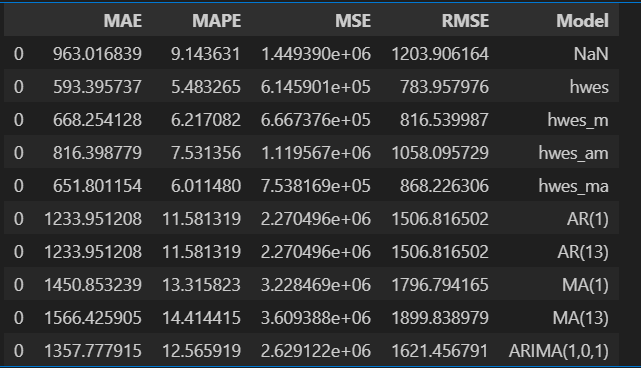 MAE MAPE MSE RMSE Model
0 963.016839 9.143631 1.449390e+06 1203.906164 NaN
0 593.395737 5.483265 6.145901e+05 783.957976 hwes
0 668.254128 6.217082 6.667376e+05 816.539987 hwes_m
0 816.398779 7.531356 1.119567e+06 1058.095729 hwes_am
0 651.801154 6.011480 7.538169e+05 868.226306 hwes_ma
0 1233.951208 11.581319 2.270496e+06 1506.816502 AR(1)
0 1233.951208 11.581319 2.270496e+06 1506.816502 AR(13)
0 1450.853239 13.315823 3.228469e+06 1796.794165 MA(1)
0 1566.425905 14.414415 3.609388e+06 1899.838979 MA(13)
0 1357.777915 12.565919 2.629122e+06 1621.456791 ARIMA(1,0,1)